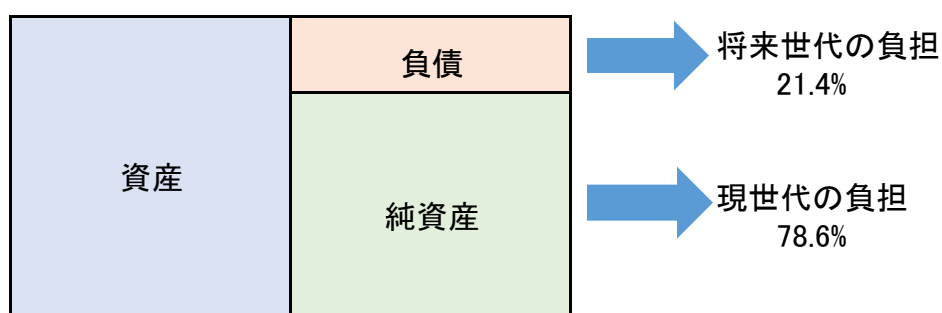 資産
負債
純資産
将来世代の負担
21.4%
現世代の負担
78.6%